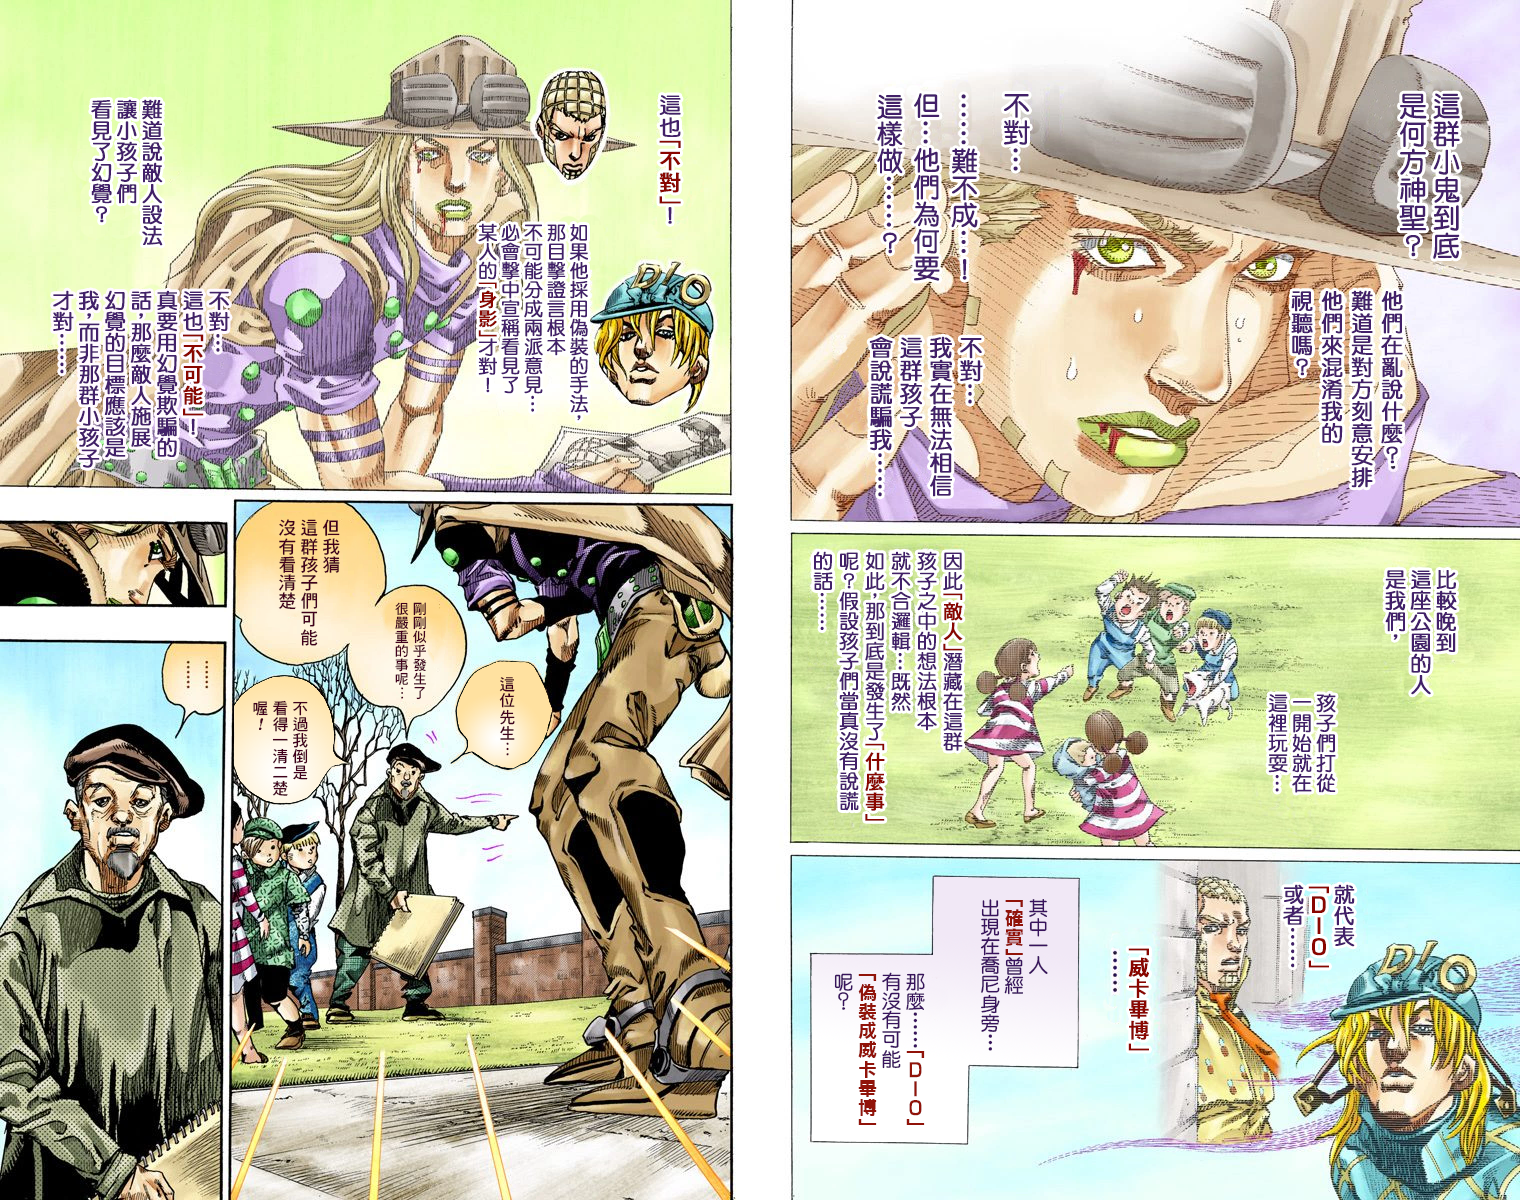 這群小鬼到底
是何方神聖？
他們在亂說什麼？
難道是對方刻意安排
他們來混淆我的
視聽嗎？
不對…
……難不成…！
但…他們為何要
這樣做……？
不對…
我實在無法相信
這群孩子
會說謊騙我……
比較晚到
這座公園的人
是我們，
孩子們打從
一開始就在
這裡玩耍…
因此「敵人」潛藏在這群
孩子之中的想法根本
就不合邏輯…既然
如此，那到底是發生了「什麼事」
呢？假設孩子們當真沒有說謊
的話……
就代表
「DIO」
或者……
「威卡畢博」
……
DIO
其中一人
「確實」曾經
出現在喬尼身旁…
那麼……「DIO」
有沒有可能
「偽裝成威卡畢博」
呢？
這也「不對」！
如果他採用偽裝的手法，
那目擊證言根本
不可能分成兩派意見…
必會擊中宣稱看見了
某人的「身影」才對！
DIO
難道說敵人設法
讓小孩子們
看見了幻覺？
不對…
這也「不可能」！
真要用幻覺欺騙的
話，那麼敵人施展
幻覺的目標應該是
我，而非那群小孩子
才對……
這位先生…
剛剛似乎發生了
很嚴重的事呢…
但我猜
這群孩子們可能
沒有看清楚
不過我倒是
看得一清二楚
喔！
……
……